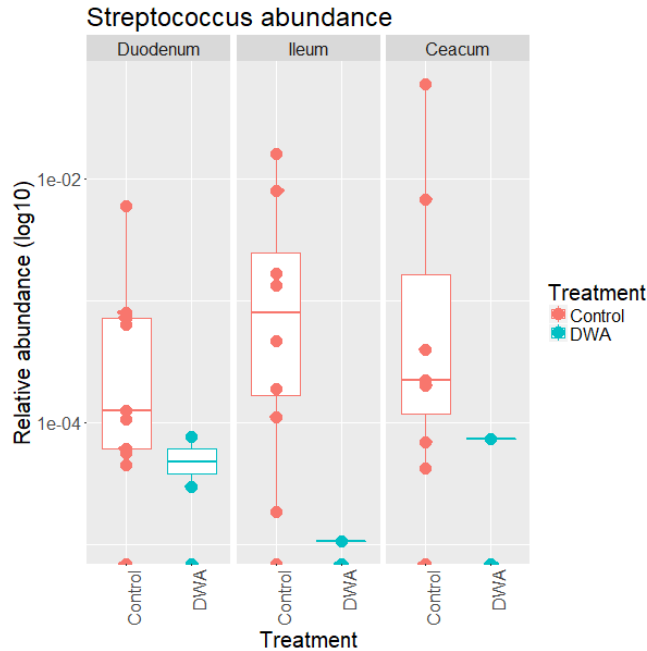 Streptococcus abundance
Duodenum Ileum Ceacum
Relative abundance (log10)
1e-02
1e-04
Treatment
Control
DWA
Control DWA Control DWA Control DWA
Treatment